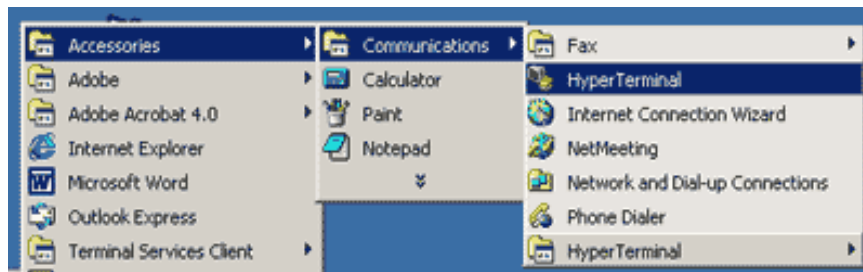 Accessories
Adobe
Adobe Acrobat 4.0
Internet Explorer
Microsoft Word
Outlook Express
Terminal Services Client
Communications
Calculator
Paint
Notepad
Fax
HyperTerminal
Internet Connection Wizard
NetMeeting
Network and Dial-up Connections
Phone Dialer
HyperTerminal